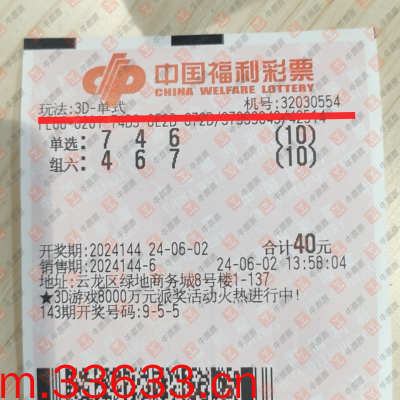 中国福利彩票
CHINA WELFARE LOTTERY
玩法:3D-单式 机号:32030554
单选: 7 4 6 (10)
组六: 4 6 7 (10)
开奖期:2024144 24-06-02 合计40元
销售期:2024144-6 24-06-02 13:58:04
地址:云龙区绿地商务城8号楼1-137
★3D游戏8000万元派奖活动火热进行中!
143期开奖号码:9-5-5
m.33633.cn